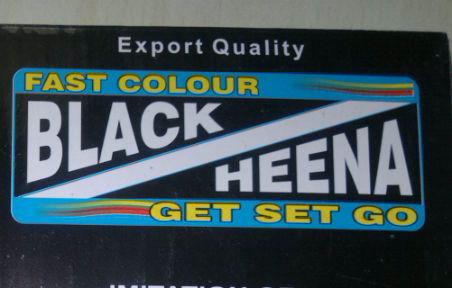 Export Quality
FAST COLOUR
BLACK
HEENA
GET SET GO